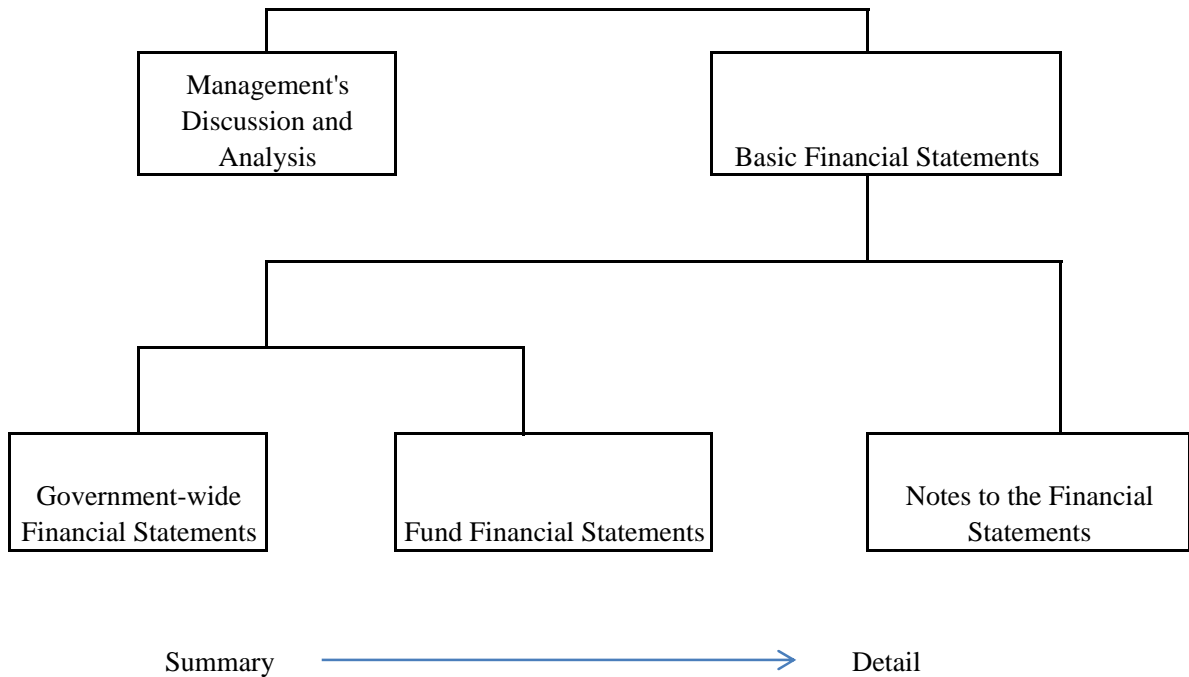 Management's
Discussion and
Analysis
Basic Financial Statements
Government-wide
Financial Statements
Fund Financial Statements
Notes to the Financial
Statements
Summary
Detail